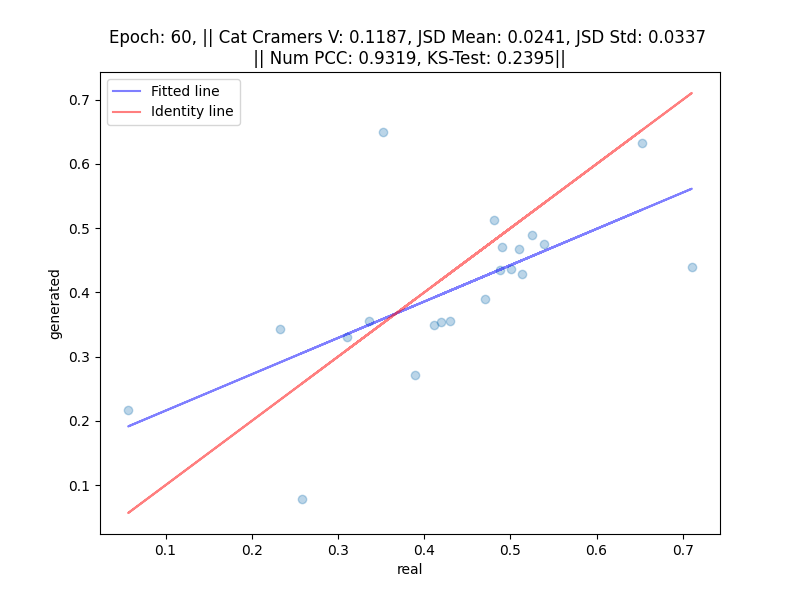 Epoch: 60, || Cat Cramers V: 0.1187, JSD Mean: 0.0241, JSD Std: 0.0337
|| Num PCC: 0.9319, KS-Test: 0.2395||
Fitted line
Identity line
generated
0.7
0.6
0.5
0.4
0.3
0.2
0.1
0.1 0.2 0.3 0.4 0.5 0.6 0.7
real